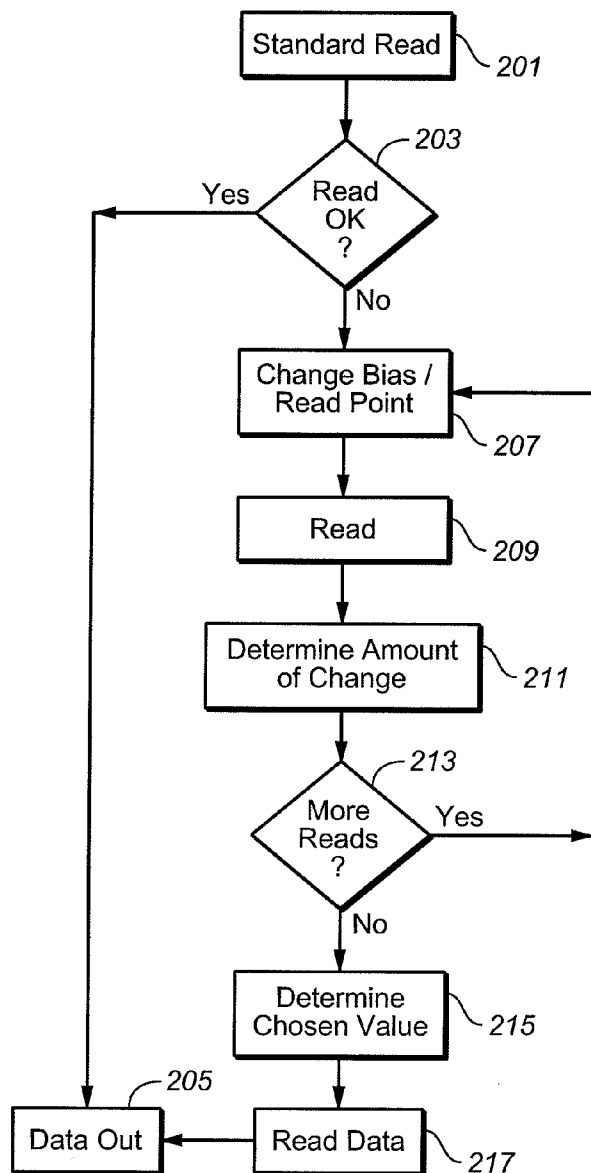 Standard Read
201
203
Yes
Read
OK
?
No
Change Bias /
Read Point
207
Read
209
Determine Amount
of Change
211
213
More
Reads
?
Yes
No
Determine
Chosen Value
215
205
Data Out
Read Data
217